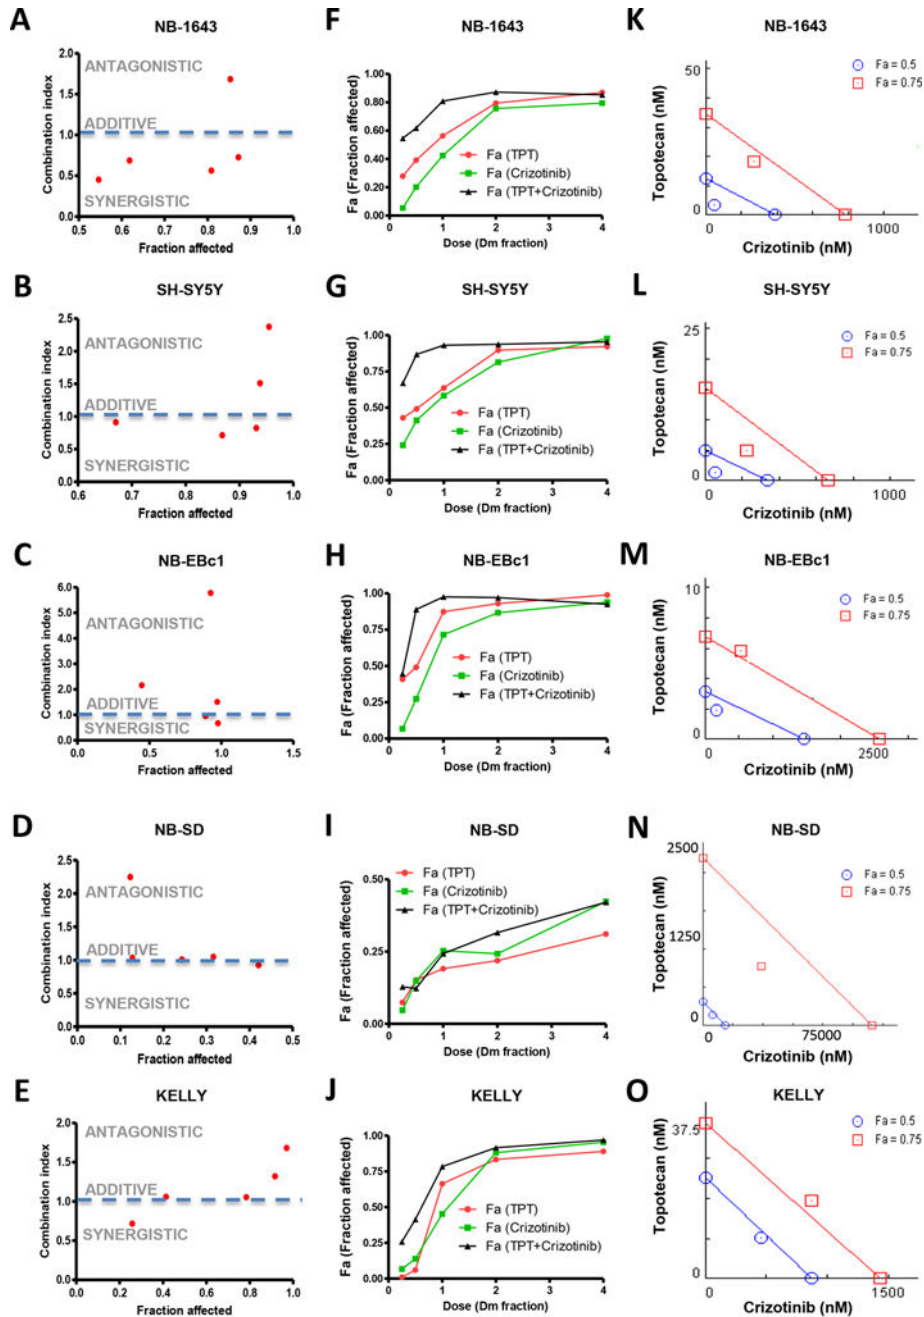 A
NB-1643
Combination index
2.0
1.5
1.0
0.5
0.0
ANTAGONISTIC
ADDITIVE
SYNERGISTIC
0.5 0.6 0.7 0.8 0.9 1.0
Fraction affected
F
NB-1643
Fa (Fraction affected)
1.00
0.80
0.60
0.40
0.20
0.00
Fa (TPT)
Fa (Crizotinib)
Fa (TPT+Crizotinib)
0 1 2 3 4
Dose (Dm fraction)
K
NB-1643
Topotecan (nM)
50
0
Fa = 0.5
Fa = 0.75
0 1000
Crizotinib (nM)
B
SH-SY5Y
Combination index
2.5
2.0
1.5
1.0
0.5
0.0
ANTAGONISTIC
ADDITIVE
SYNERGISTIC
0.6 0.7 0.8 0.9 1.0
Fraction affected
G
SH-SY5Y
Fa (Fraction affected)
1.00
0.75
0.50
0.25
0.00
Fa (TPT)
Fa (Crizotinib)
Fa (TPT+Crizotinib)
0 1 2 3 4
Dose (Dm fraction)
L
SH-SY5Y
Topotecan (nM)
25
0
Fa = 0.5
Fa = 0.75
0 1000
Crizotinib (nM)
C
NB-EBc1
Combination index
6.0
5.0
4.0
3.0
2.0
1.0
0.0
ANTAGONISTIC
ADDITIVE
SYNERGISTIC
0.0 0.5 1.0 1.5
Fraction affected
H
NB-EBc1
Fa (Fraction affected)
1.00
0.75
0.50
0.25
0.00
Fa (TPT)
Fa (Crizotinib)
Fa (TPT+Crizotinib)
0 1 2 3 4
Dose (Dm fraction)
M
NB-EBc1
Topotecan (nM)
10
0
Fa = 0.5
Fa = 0.75
0 2500
Crizotinib (nM)
D
NB-SD
Combination index
2.5
2.0
1.5
1.0
0.5
0.0
ANTAGONISTIC
ADDITIVE
SYNERGISTIC
0.0 0.1 0.2 0.3 0.4 0.5
Fraction affected
I
NB-SD
Fa (Fraction affected)
0.50
0.25
0.00
Fa (TPT)
Fa (Crizotinib)
Fa (TPT+Crizotinib)
0 1 2 3 4
Dose (Dm fraction)
N
NB-SD
Topotecan (nM)
2500
1250
0
Fa = 0.5
Fa = 0.75
0 75000
Crizotinib (nM)
E
KELLY
Combination index
2.0
1.5
1.0
0.5
0.0
ANTAGONISTIC
ADDITIVE
SYNERGISTIC
0.0 0.2 0.4 0.6 0.8 1.0
Fraction affected
J
KELLY
Fa (Fraction affected)
1.00
0.75
0.50
0.25
0.00
Fa (TPT)
Fa (Crizotinib)
Fa (TPT+Crizotinib)
0 1 2 3 4
Dose (Dm fraction)
O
KELLY
Topotecan (nM)
37.5
0
Fa = 0.5
Fa = 0.75
0 1500
Crizotinib (nM)